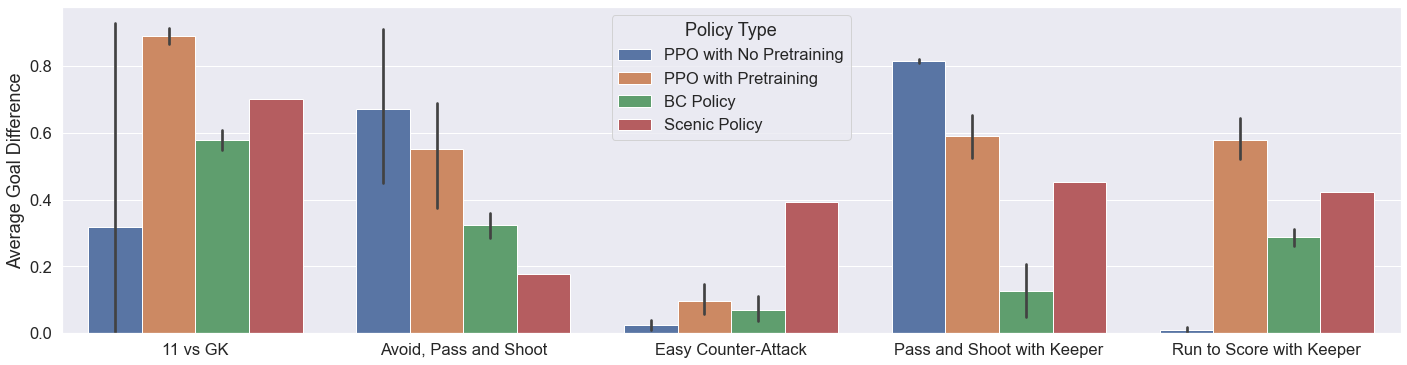 Policy Type
PPO with No Pretraining
PPO with Pretraining
BC Policy
Scenic Policy
Average Goal Difference
0.8
0.6
0.4
0.2
0.0
11 vs GK
Avoid, Pass and Shoot
Easy Counter-Attack
Pass and Shoot with Keeper
Run to Score with Keeper